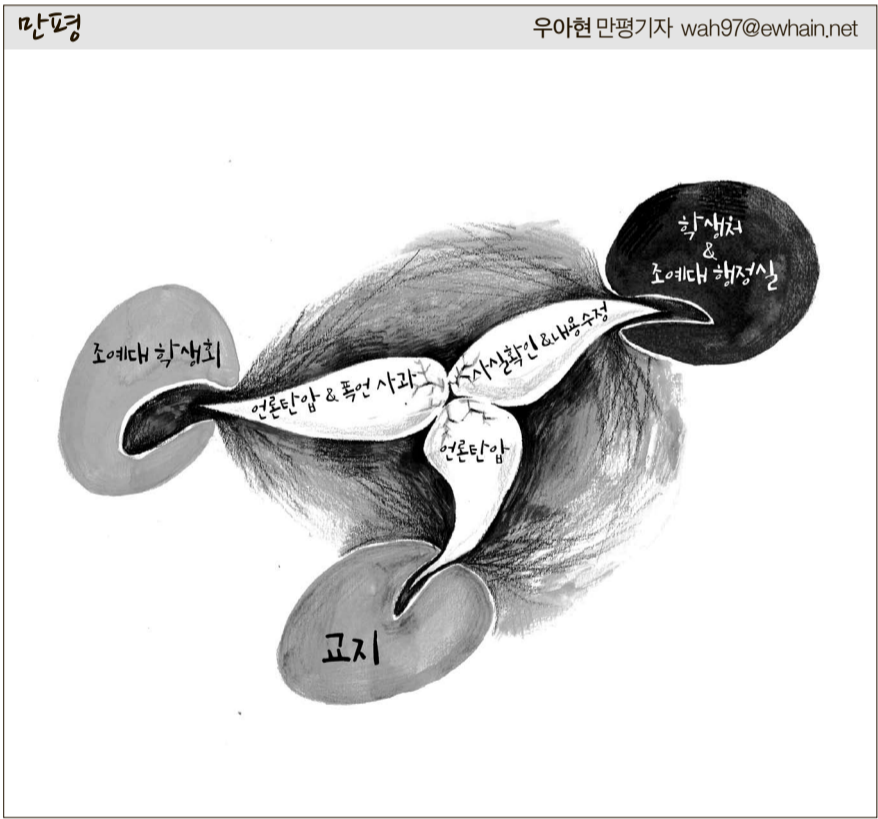 만평
우아현 만평기자 wah97@ewhain.net
학생처
&
조예대 행정실
조예대 학생회
사실확인&내용수정
언론탄압 & 폭언 사과
언론탄압
교지